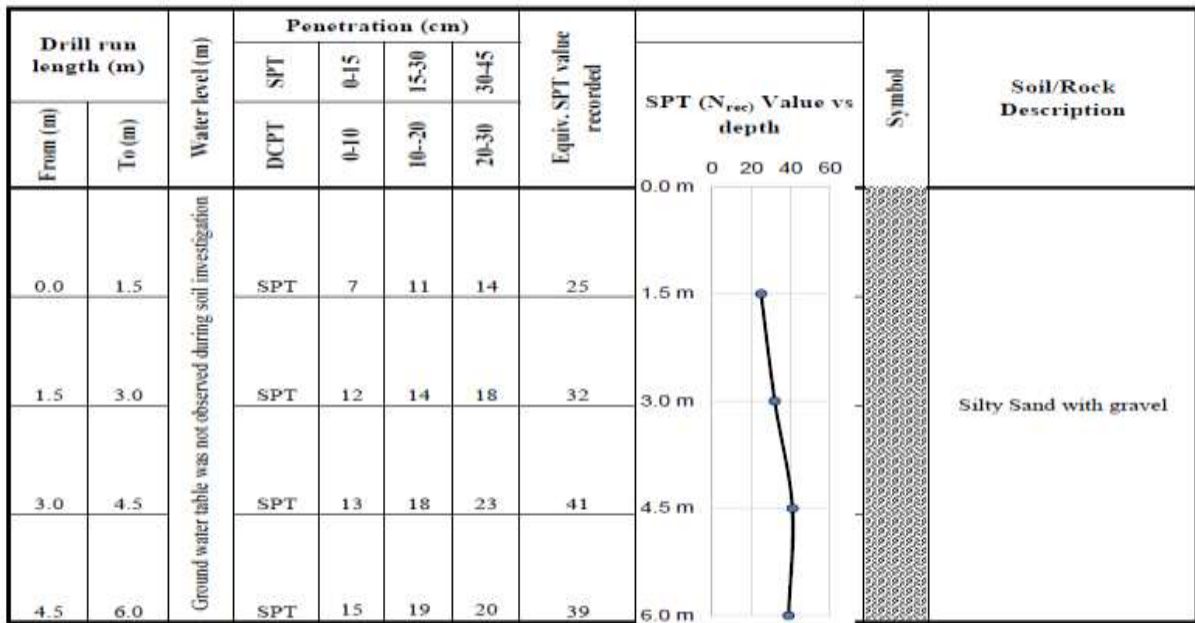 Drill run length (m)
Water level (m)
Penetration (cm)
Equiv. SPT value recorded
SPT (Nrec) Value vs depth
Symbol
Soil/Rock Description
SPT 0-15 15-30 30-45
From (m) To (m)
DCPT 0-10 10--20 20-30
0 20 40 60
0.0 m
Ground water table was not observed during soil investigation
0.0 1.5 SPT 7 11 14 25
1.5 m
1.5 3.0 SPT 12 14 18 32
3.0 m
Silty Sand with gravel
3.0 4.5 SPT 13 18 23 41
4.5 m
4.5 6.0 SPT 15 19 20 39
6.0 m